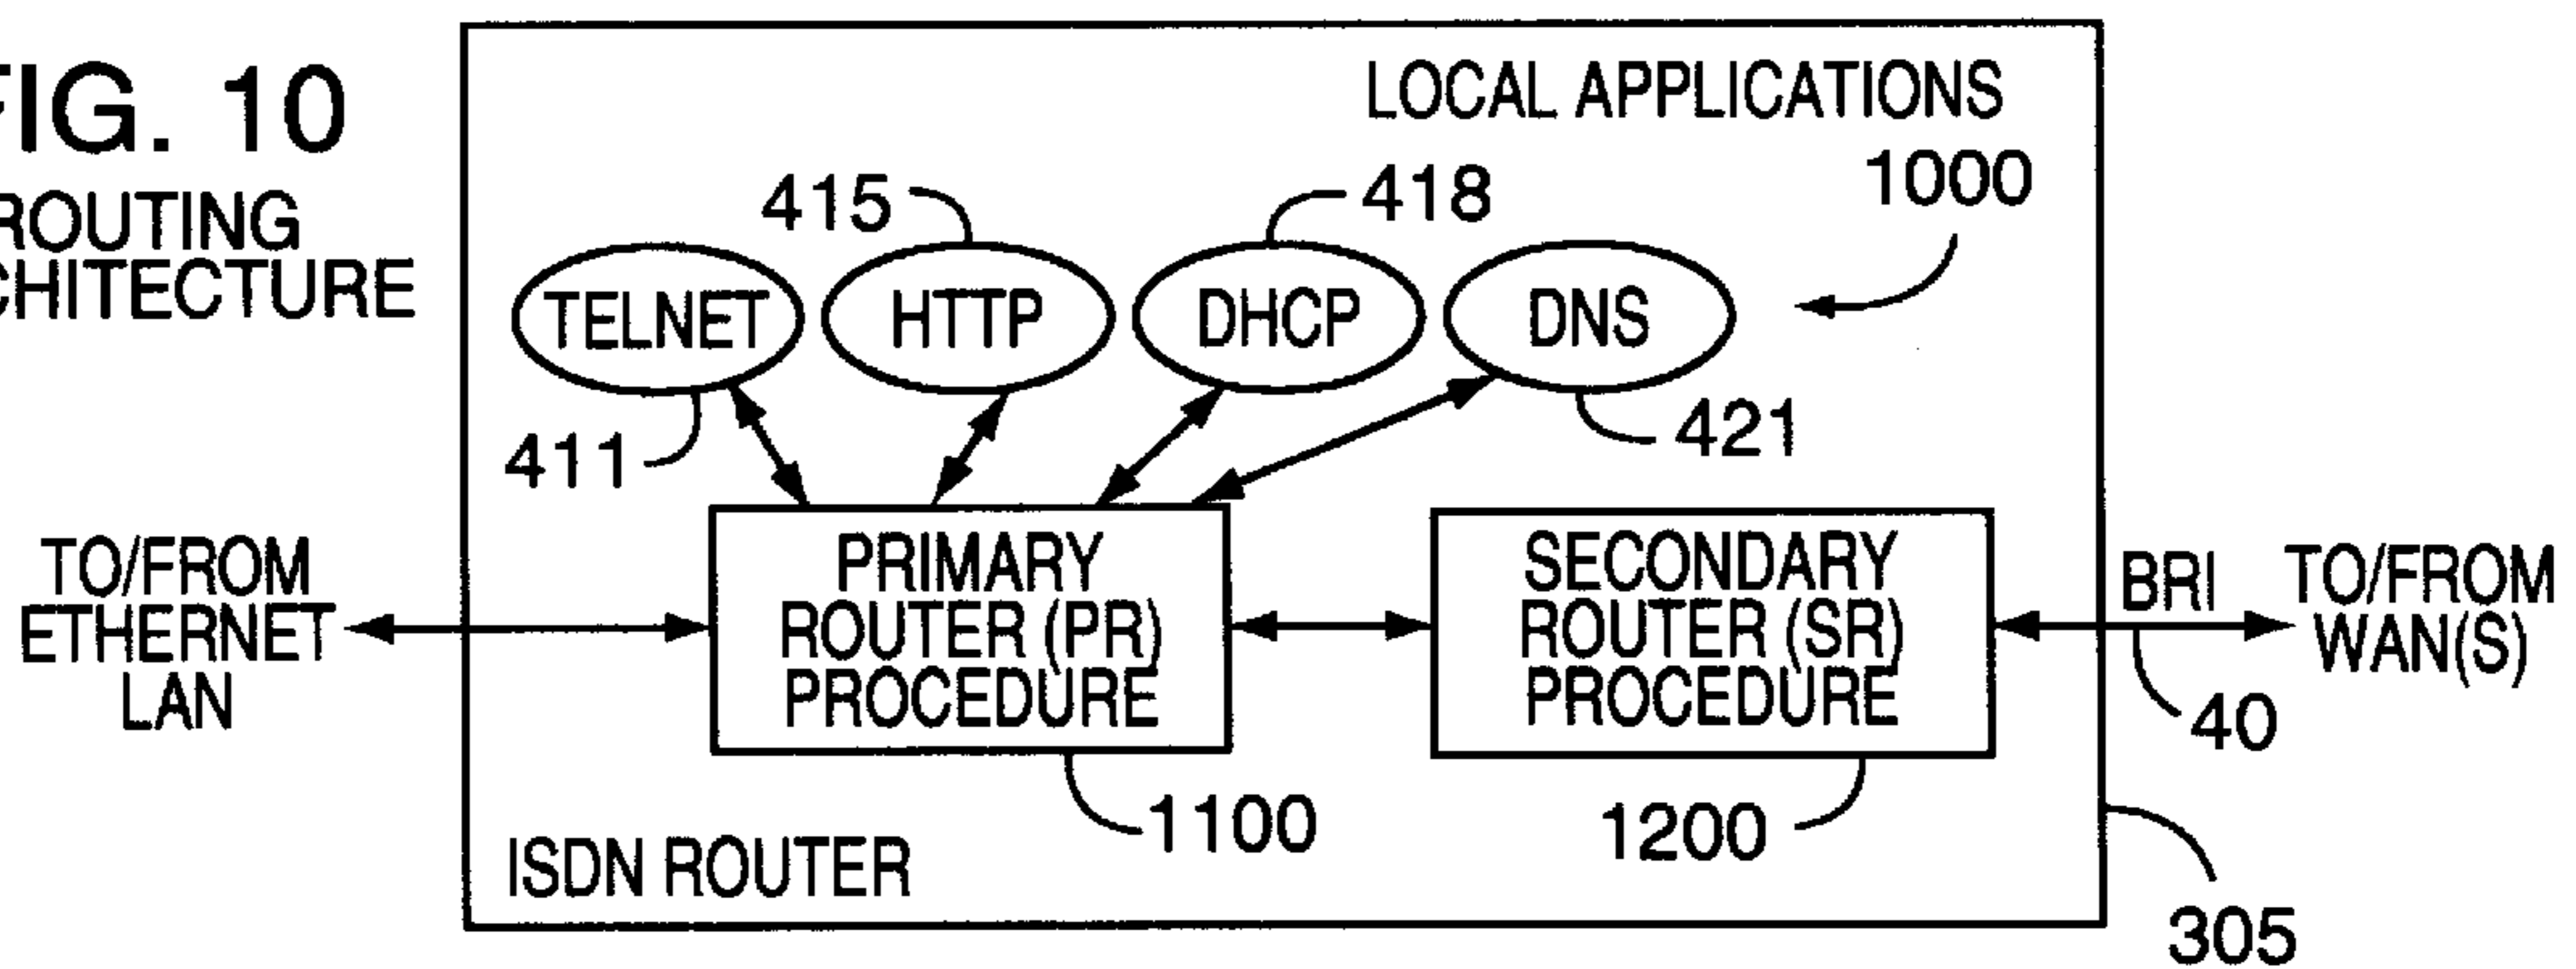 FIG. 10
ROUTING
CHITECTURE
LOCAL APPLICATIONS
1000
415
418
TELNET
HTTP
DHCP
DNS
411
421
TO/FROM
ETHERNET
LAN
PRIMARY
ROUTER (PR)
PROCEDURE
SECONDARY
ROUTER (SR)
PROCEDURE
BRI
TO/FROM
WAN(S)
40
1100
1200
ISDN ROUTER
305